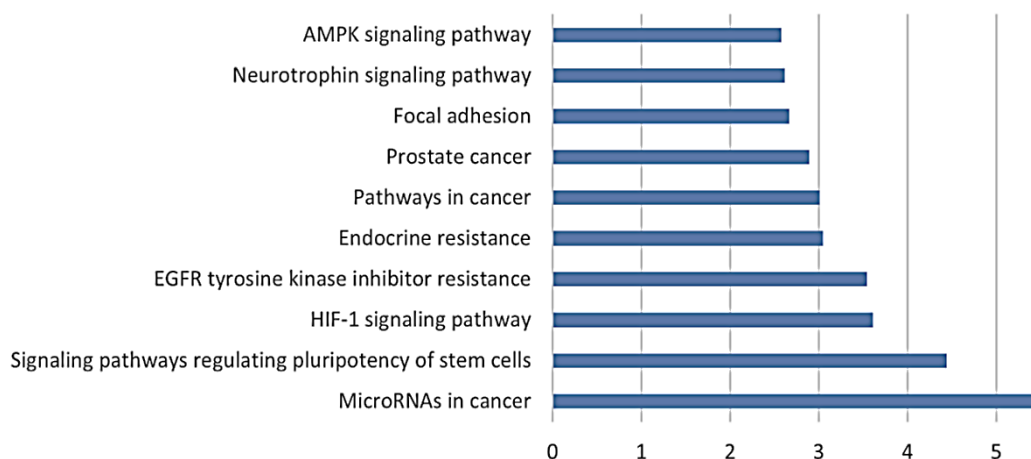 AMPK signaling pathway
Neurotrophin signaling pathway
Focal adhesion
Prostate cancer
Pathways in cancer
Endocrine resistance
EGFR tyrosine kinase inhibitor resistance
HIF-1 signaling pathway
Signaling pathways regulating pluripotency of stem cells
MicroRNAs in cancer
0 1 2 3 4 5